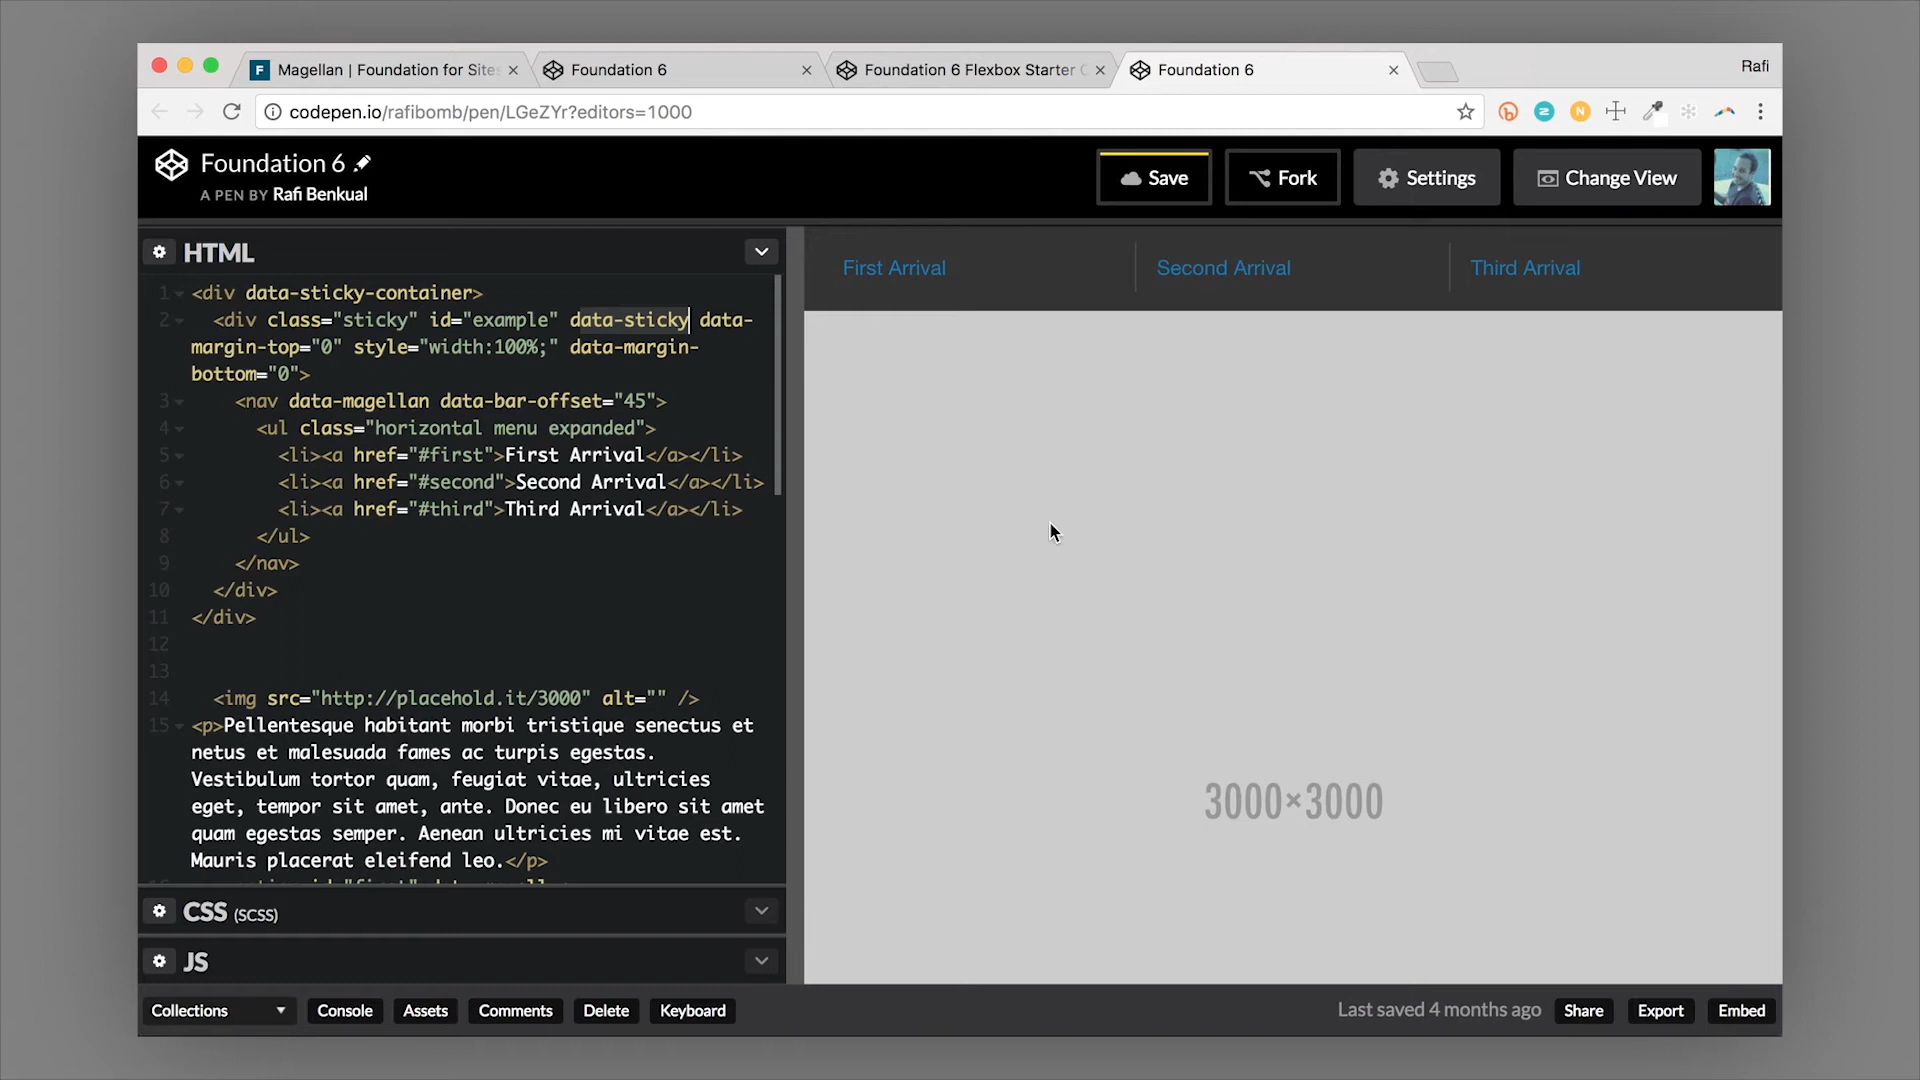 Magellan | Foundation for Sites
Foundation 6
Foundation 6 Flexbox Starter
Foundation 6
Rafi
codepen.io/rafibomb/pen/LGeZYr?editors=1000
Foundation 6
A PEN BY Rafi Benkual
Save
Fork
Settings
Change View
HTML
1 <div data-sticky-container>
2 <div class="sticky" id="example" data-sticky data-
margin-top="0" style="width:100%;" data-margin-
bottom="0">
3 <nav data-magellan data-bar-offset="45">
4 <ul class="horizontal menu expanded">
5 <li><a href="#first">First Arrival</a></li>
6 <li><a href="#second">Second Arrival</a></li>
7 <li><a href="#third">Third Arrival</a></li>
8 </ul>
9 </nav>
10 </div>
11 </div>
12
13
14 <img src="http://placehold.it/3000" alt="" />
15 <p>Pellentesque habitant morbi tristique senectus et
netus et malesuada fames ac turpis egestas.
Vestibulum tortor quam, feugiat vitae, ultricies
eget, tempor sit amet, ante. Donec eu libero sit amet
quam egestas semper. Aenean ultricies mi vitae est.
Mauris placerat eleifend leo.</p>
CSS (SCSS)
JS
First Arrival
Second Arrival
Third Arrival
3000×3000
Collections
Console
Assets
Comments
Delete
Keyboard
Last saved 4 months ago
Share
Export
Embed